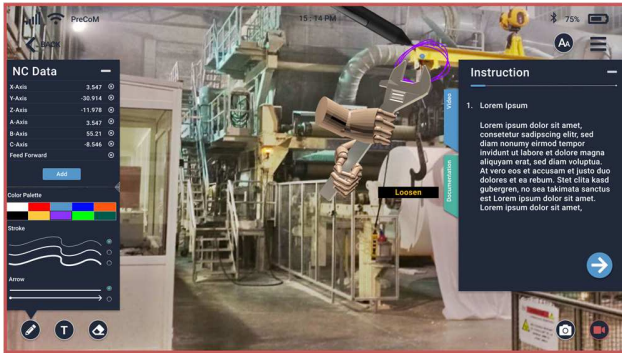 PreCoM
15 : 14 PM
75%
BACK
AA
NC Data
X-Axis 3.547
Y-Axis -30.914
Z-Axis -11.978
A-Axis 3.547
B-Axis 55.21
C-Axis -8.546
Feed Forward
Add
Color Palette
Stroke
Arrow
T
Loosen
Video
Documentation
Instruction
1. Lorem Ipsum
Lorem ipsum dolor sit amet,
consetetur sadipscing elitr, sed
diam nonumy eirmod tempor
invidunt ut labore et dolore magna
aliquyam erat, sed diam voluptua.
At vero eos et accusam et justo duo
dolores et ea rebum. Stet clita kasd
gubergren, no sea takimata sanctus
est Lorem ipsum dolor sit amet.
Lorem ipsum dolor sit amet,